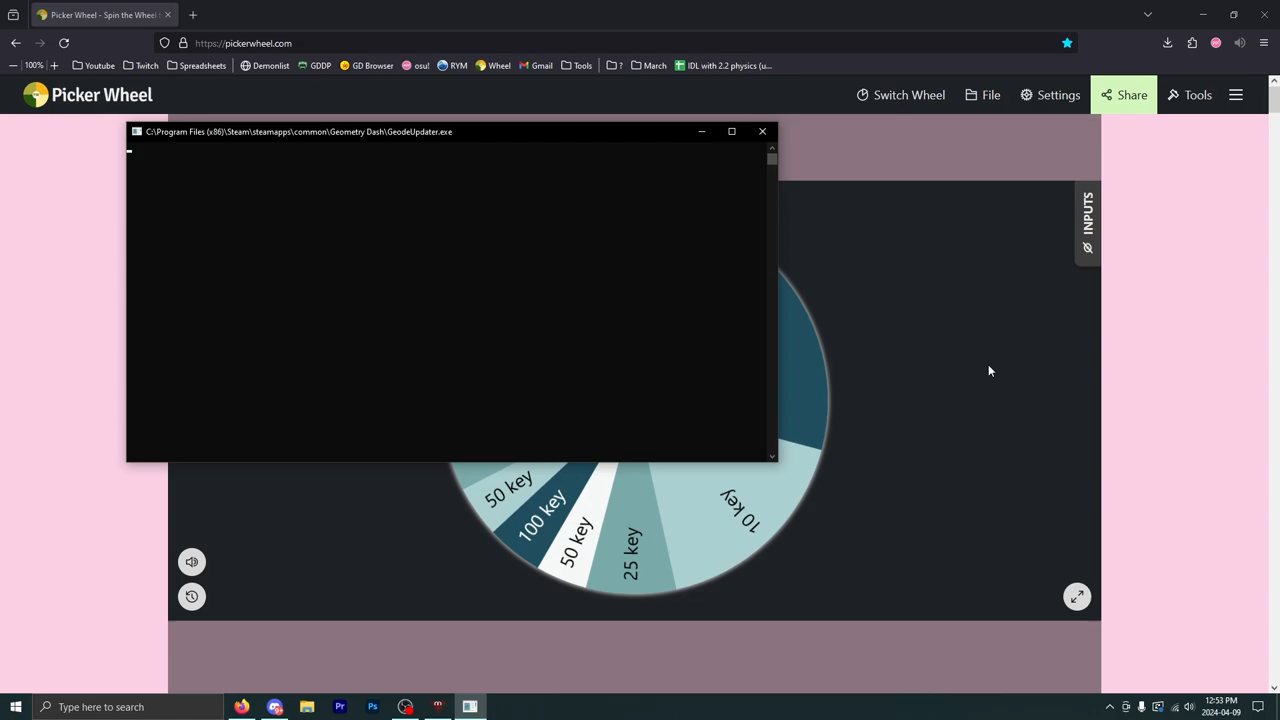 Picker Wheel - Spin the Wheel t
https://pickerwheel.com
100%
Youtube
Twitch
Spreadsheets
Demonlist
GDDP
GD Browser
osu!
RYM
Wheel
Gmail
Tools
?
March
IDL with 2.2 physics (u...
Picker Wheel
Switch Wheel
File
Settings
Share
Tools
C:\Program Files (x86)\Steam\steamapps\common\Geometry Dash\GeodeUpdater.exe
INPUTS
50 key
100 key
50 key
25 key
10 key
Type here to search
Pr
Ps
12:53 PM
2024-04-09